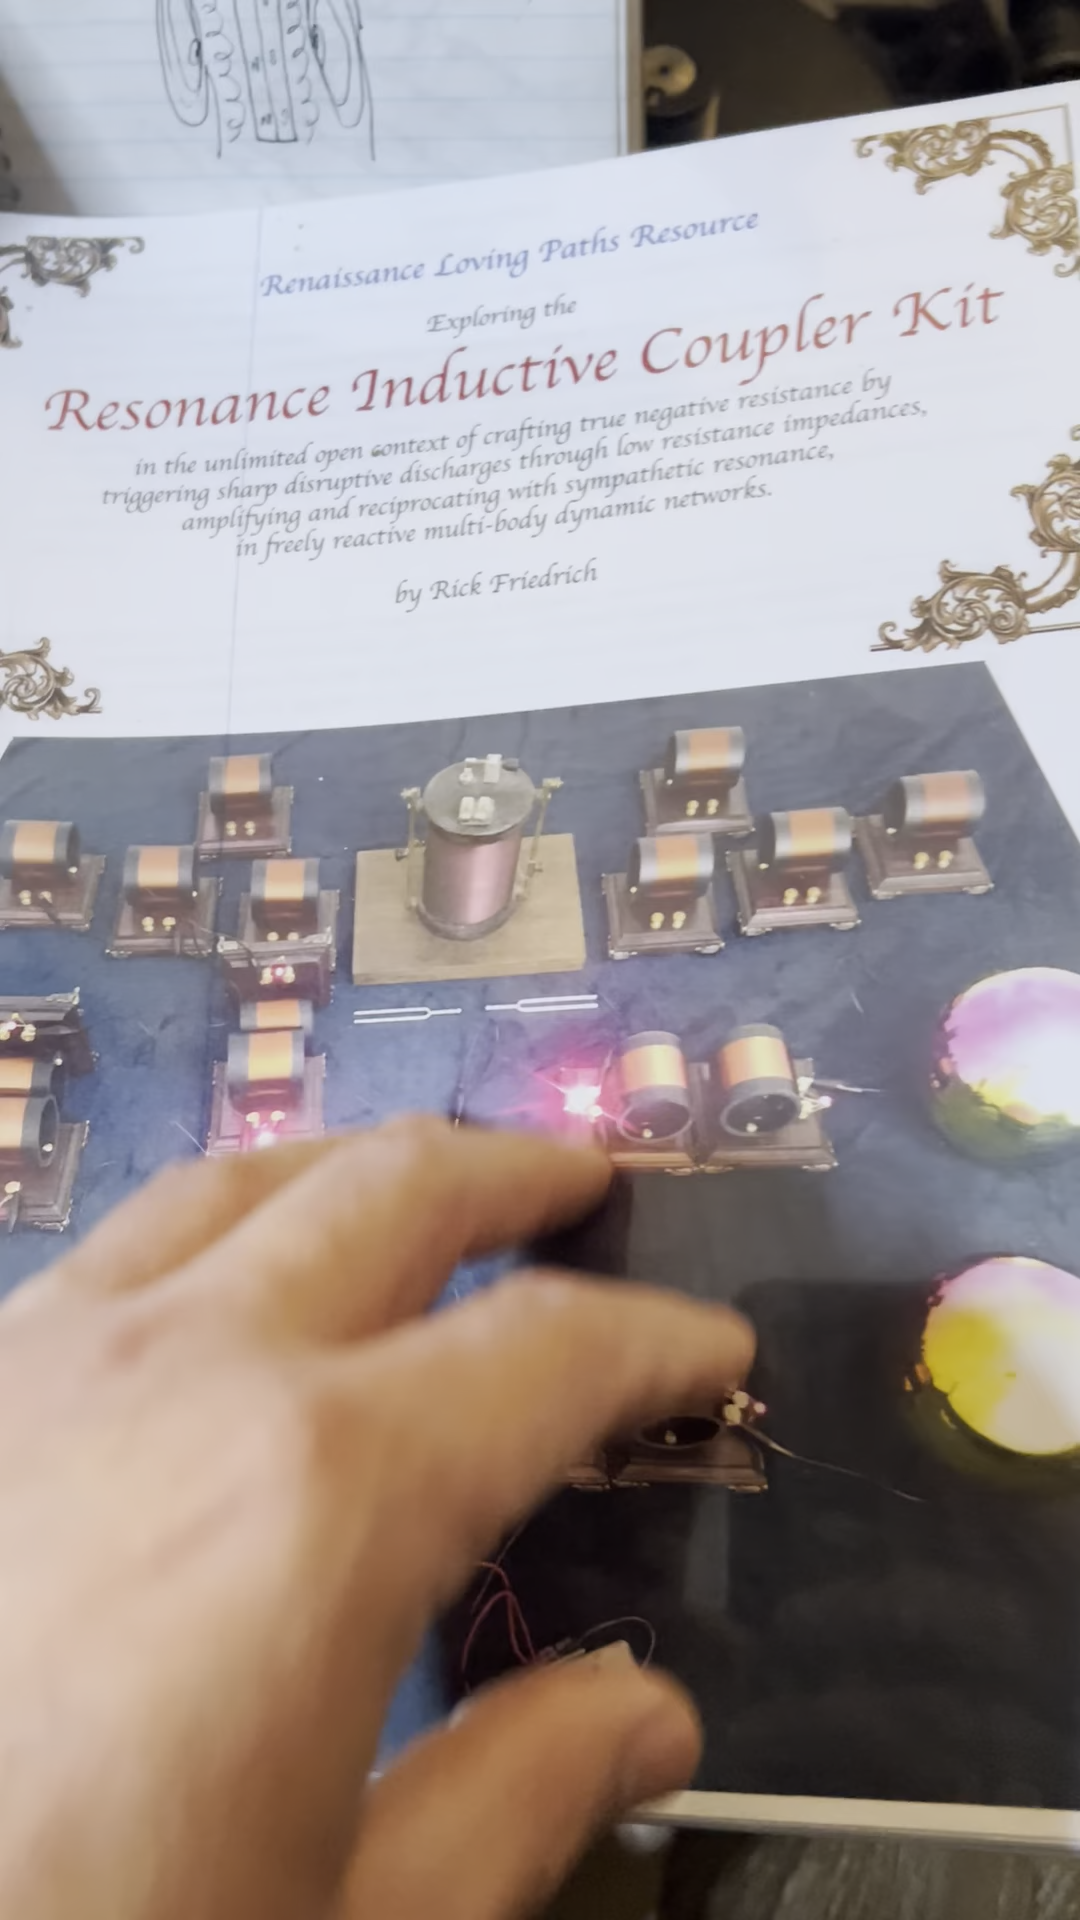 Renaissance Loving Paths Resource
Exploring the
Resonance Inductive Coupler Kit
in the unlimited open context of crafting true negative resistance by
triggering sharp disruptive discharges through low resistance impedances,
amplifying and reciprocating with sympathetic resonance,
in freely reactive multi-body dynamic networks.
by Rick Friedrich